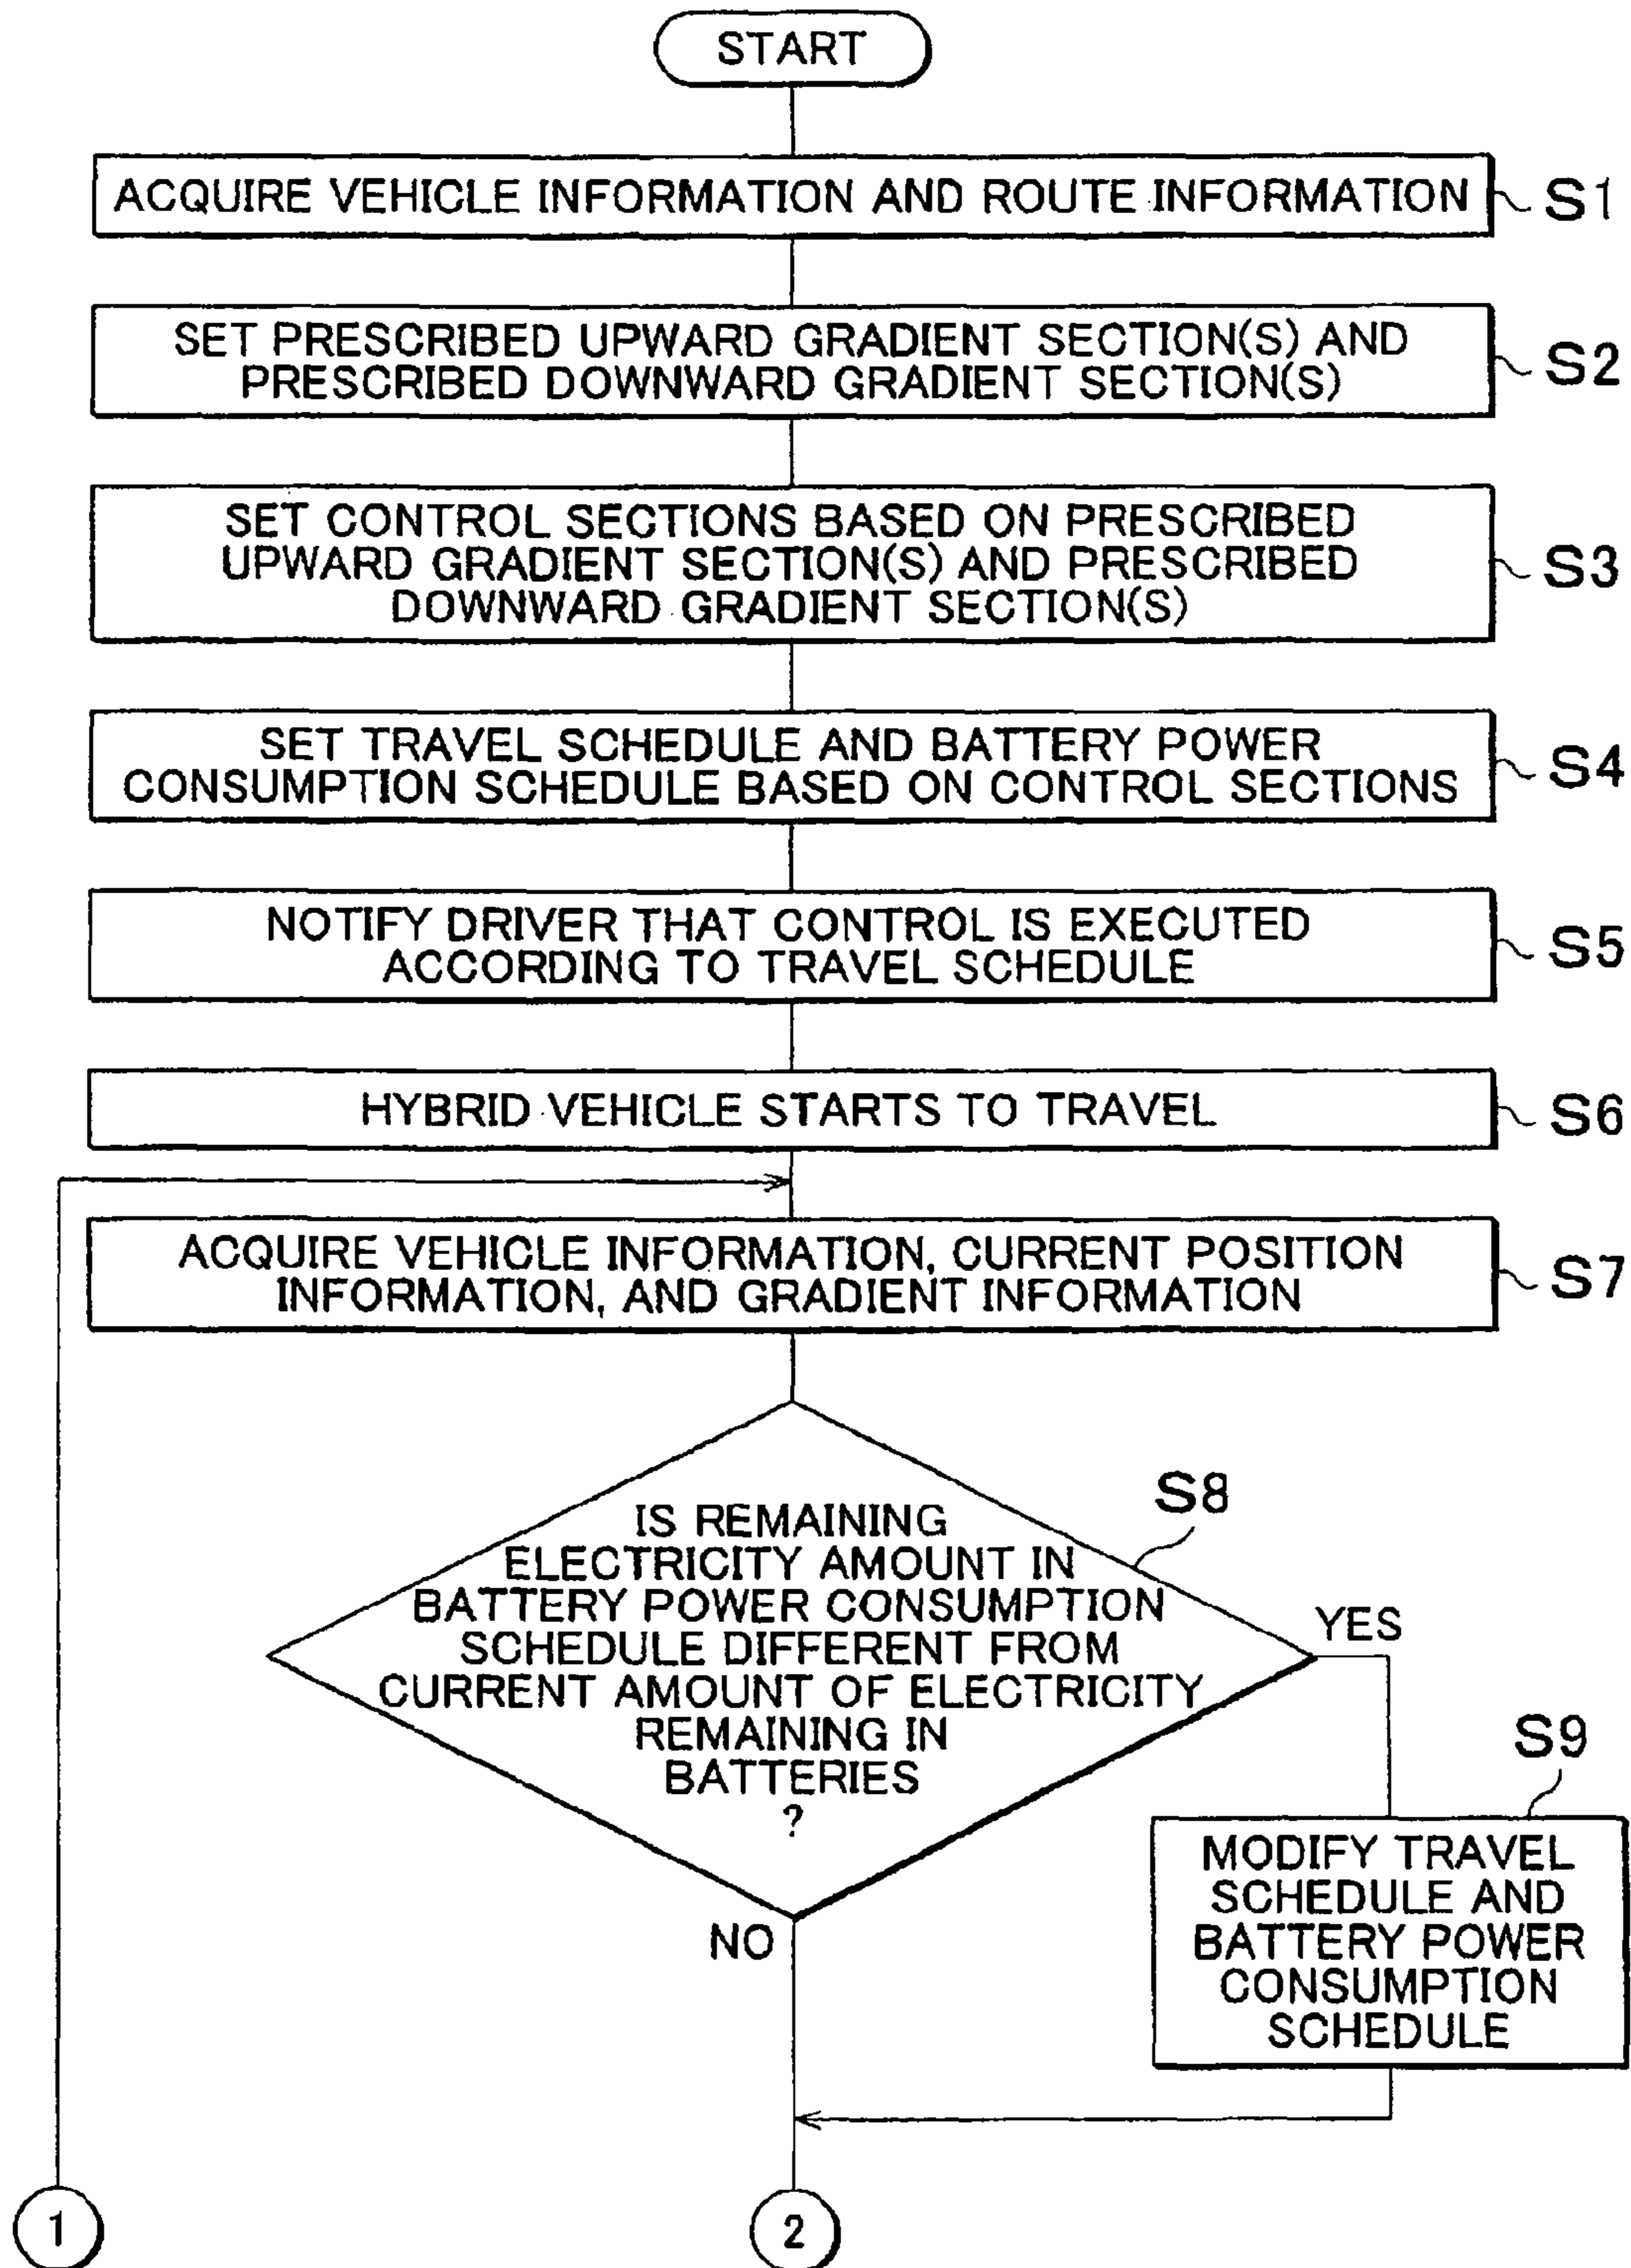 START
ACQUIRE VEHICLE INFORMATION AND ROUTE INFORMATION
S1
SET PRESCRIBED UPWARD GRADIENT SECTION(S) AND
PRESCRIBED DOWNWARD GRADIENT SECTION(S)
S2
SET CONTROL SECTIONS BASED ON PRESCRIBED
UPWARD GRADIENT SECTION(S) AND PRESCRIBED
DOWNWARD GRADIENT SECTION(S)
S3
SET TRAVEL SCHEDULE AND BATTERY POWER
CONSUMPTION SCHEDULE BASED ON CONTROL SECTIONS
S4
NOTIFY DRIVER THAT CONTROL IS EXECUTED
ACCORDING TO TRAVEL SCHEDULE
S5
HYBRID VEHICLE STARTS TO TRAVEL
S6
ACQUIRE VEHICLE INFORMATION, CURRENT POSITION
INFORMATION, AND GRADIENT INFORMATION
S7
S8
IS REMAINING
ELECTRICITY AMOUNT IN
BATTERY POWER CONSUMPTION
SCHEDULE DIFFERENT FROM
CURRENT AMOUNT OF ELECTRICITY
REMAINING IN
BATTERIES
?
YES
S9
MODIFY TRAVEL
SCHEDULE AND
BATTERY POWER
CONSUMPTION
SCHEDULE
NO
1
2